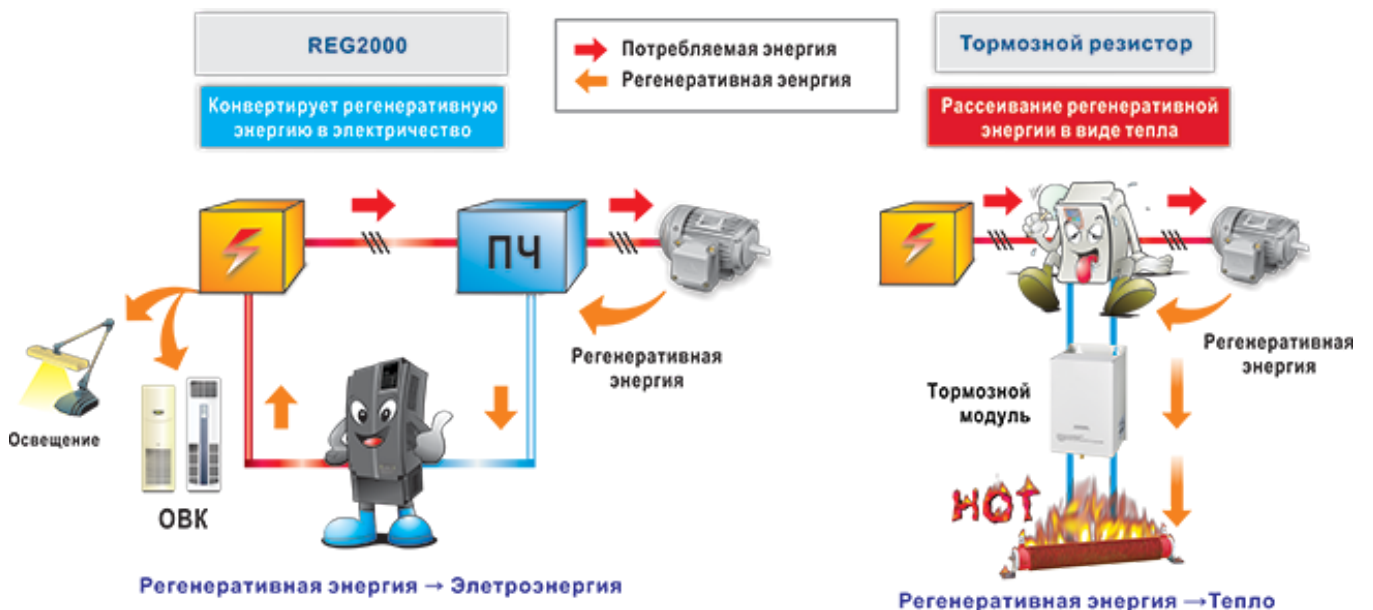 REG2000
Конвертирует регенеративную
энергию в электричество
Потребляемая энергия
Регенеративная эенргия
Тормозной резистор
Рассеивание регенеративной
энергии в виде тепла
ПЧ
Регенеративная
энергия
Освещение
ОВК
Регенеративная энергия → Элетроэнергия
Регенеративная
энергия
Тормозной
модуль
HOT
Регенеративная энергия →Тепло